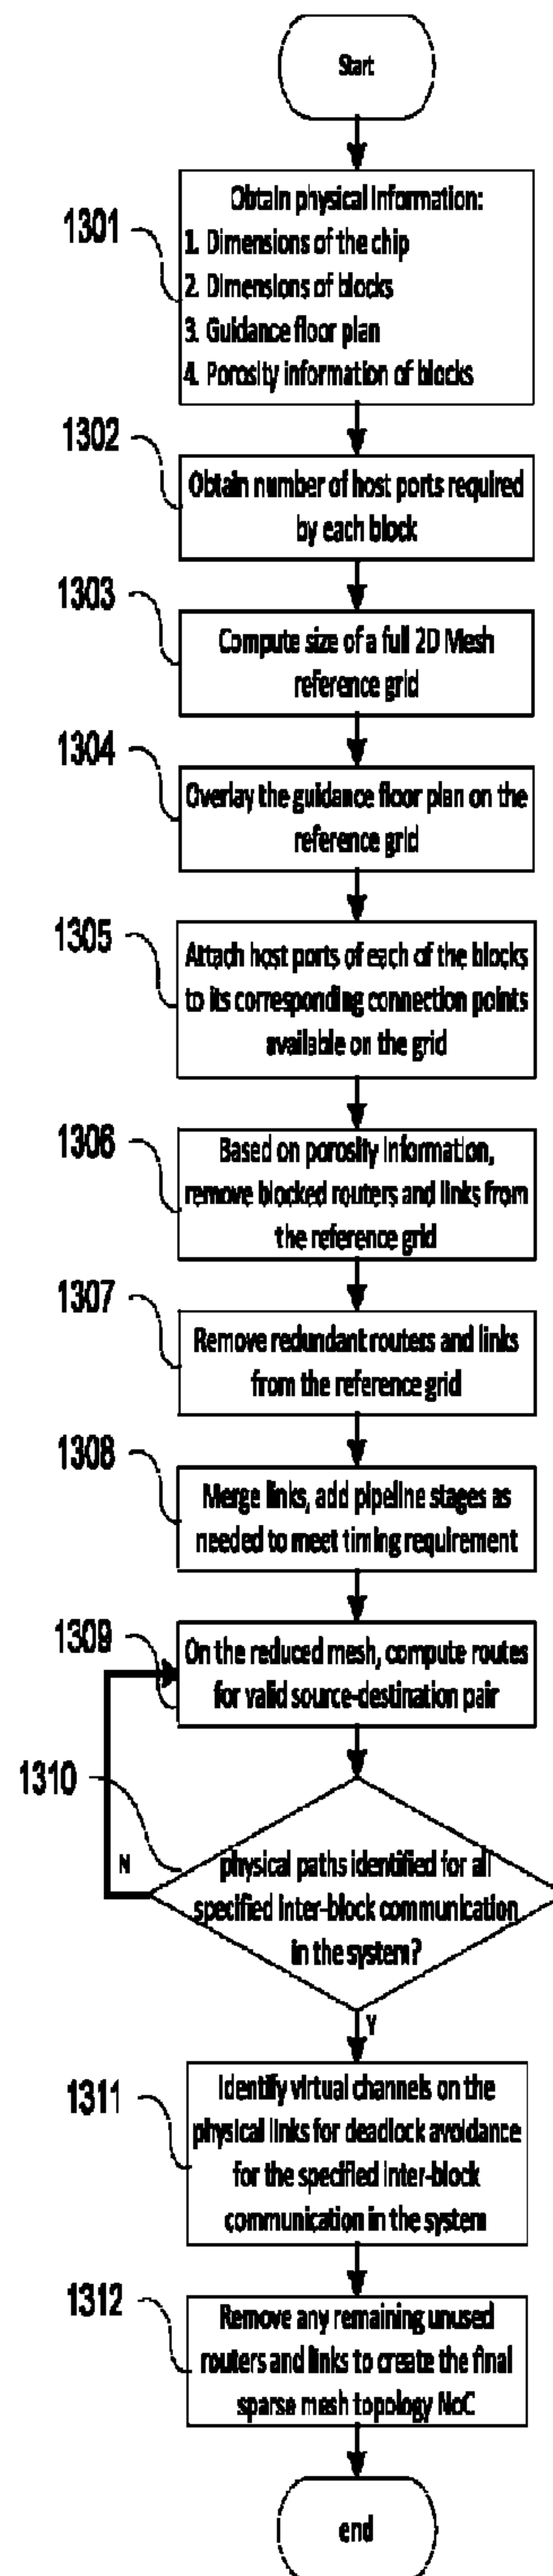 Start
1301
Obtain physical information:
1. Dimensions of the chip
2. Dimensions of blocks
3. Guidance floor plan
4. Porosity information of blocks
1302
Obtain number of host ports required
by each block
1303
Compute size of a full 2D Mesh
reference grid
1304
Overlay the guidance floor plan on the
reference grid
1305
Attach host ports of each of the blocks
to its corresponding connection points
available on the grid
1306
Based on porosity information,
remove blocked routers and links from
the reference grid
1307
Remove redundant routers and links
from the reference grid
1308
Merge links, add pipeline stages as
needed to meet timing requirement
1309
On the reduced mesh, compute routes
for valid source-destination pair
1310
N
physical paths identified for all
specified inter-block communication
in the system?
Y
1311
Identify virtual channels on the
physical links for deadlock avoidance
for the specified inter-block
communication in the system
1312
Remove any remaining unused
routers and links to create the final
sparse mesh topology NoC
end